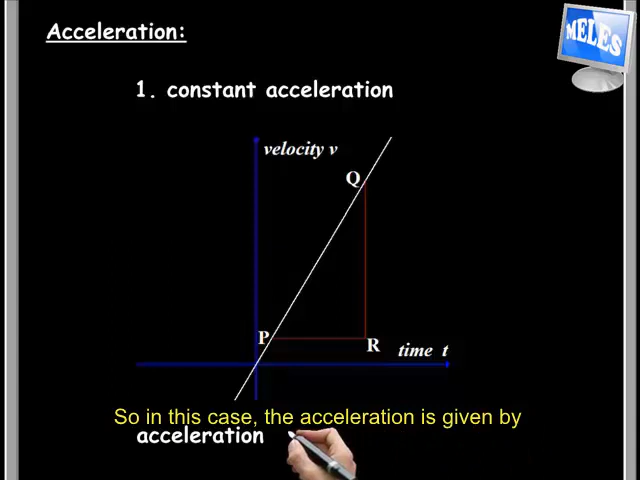 Acceleration:
MELES
1. constant acceleration
velocity v
Q
P
R
time t
So in this case, the acceleration is given by
acceleration